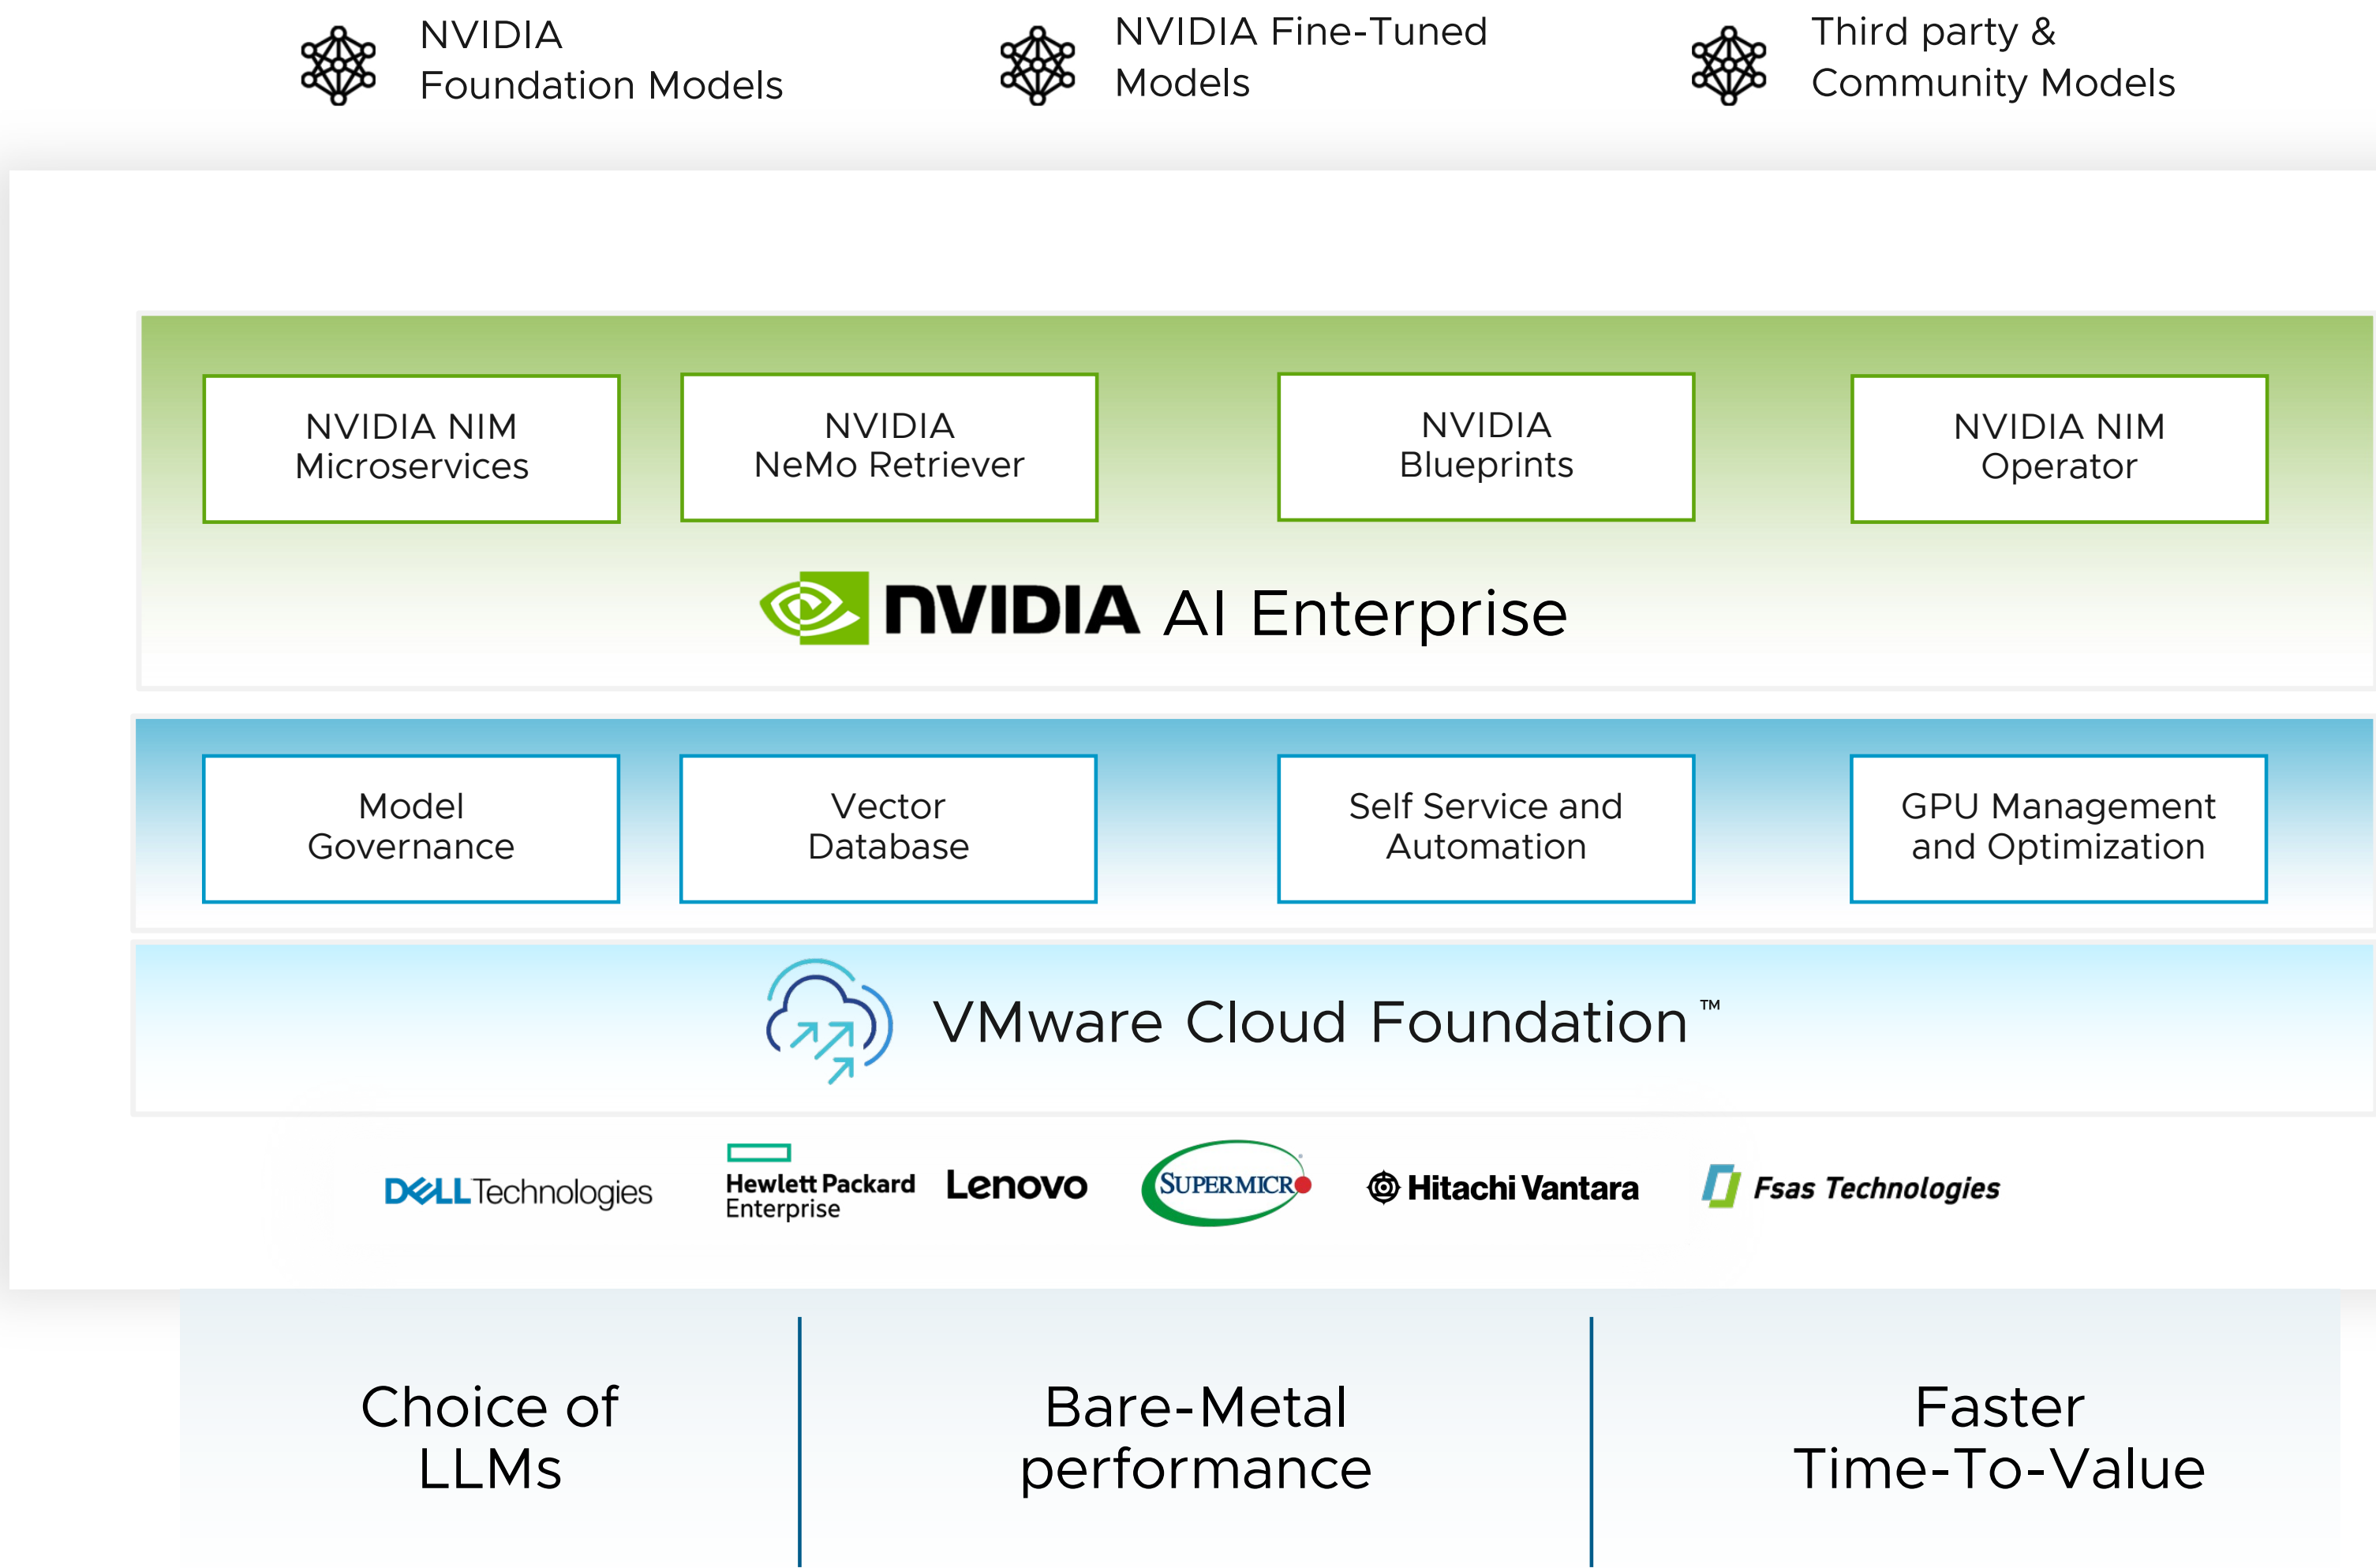 NVIDIA
Foundation Models
NVIDIA Fine-Tuned
Models
Third party &
Community Models
NVIDIA NIM
Microservices
NVIDIA
NeMo Retriever
NVIDIA
Blueprints
NVIDIA NIM
Operator
NVIDIA AI Enterprise
Model
Governance
Vector
Database
Self Service and
Automation
GPU Management
and Optimization
VMware Cloud Foundation™
DELL Technologies
Hewlett Packard
Enterprise
Lenovo
SUPERMICRO
Hitachi Vantara
Fsas Technologies
Choice of
LLMs
Bare-Metal
performance
Faster
Time-To-Value